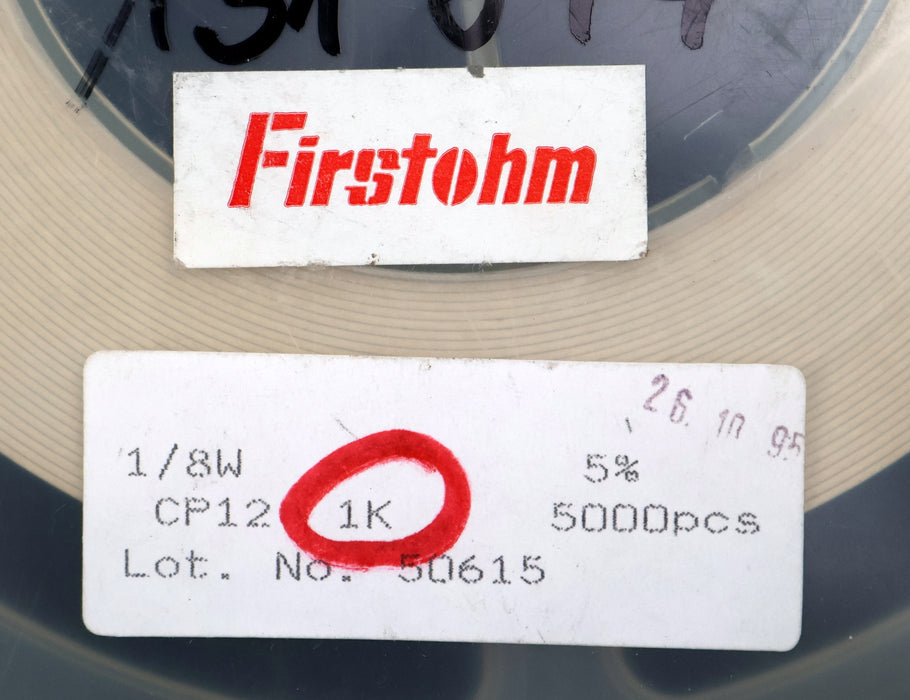 Firstohm
26. 10 95
1/8W 5%
CP12 1K 5000pcs
Lot. No. 50615